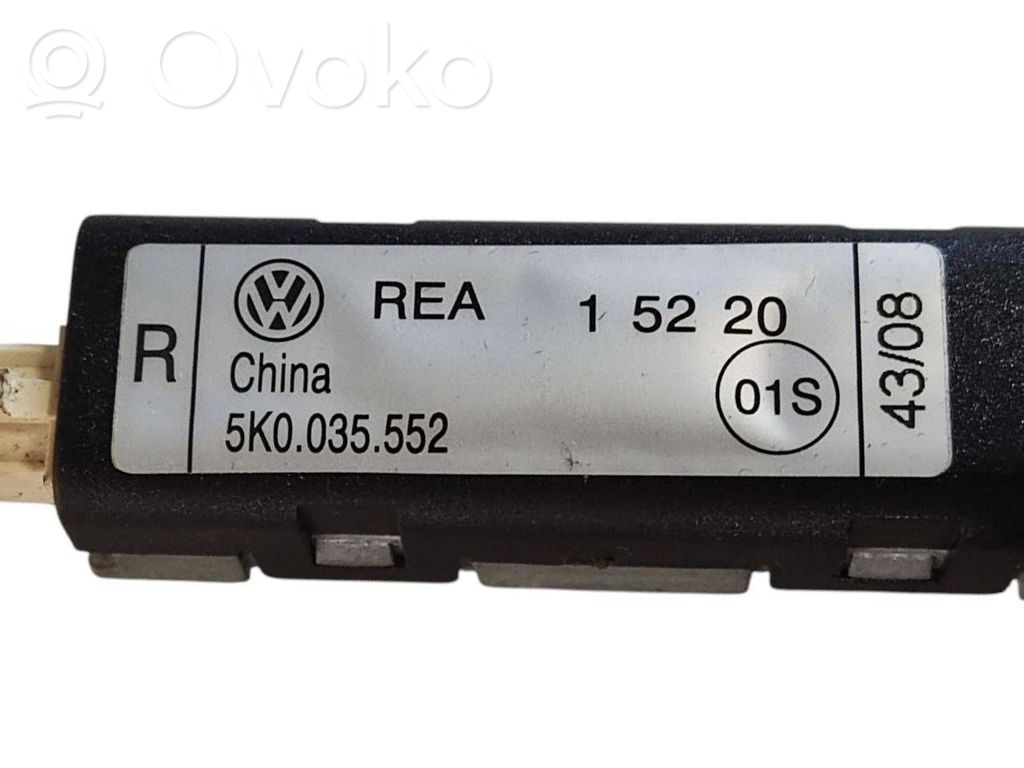 Ovoko
R
REA 1 52 20
China
01S
5K0.035.552
43/08